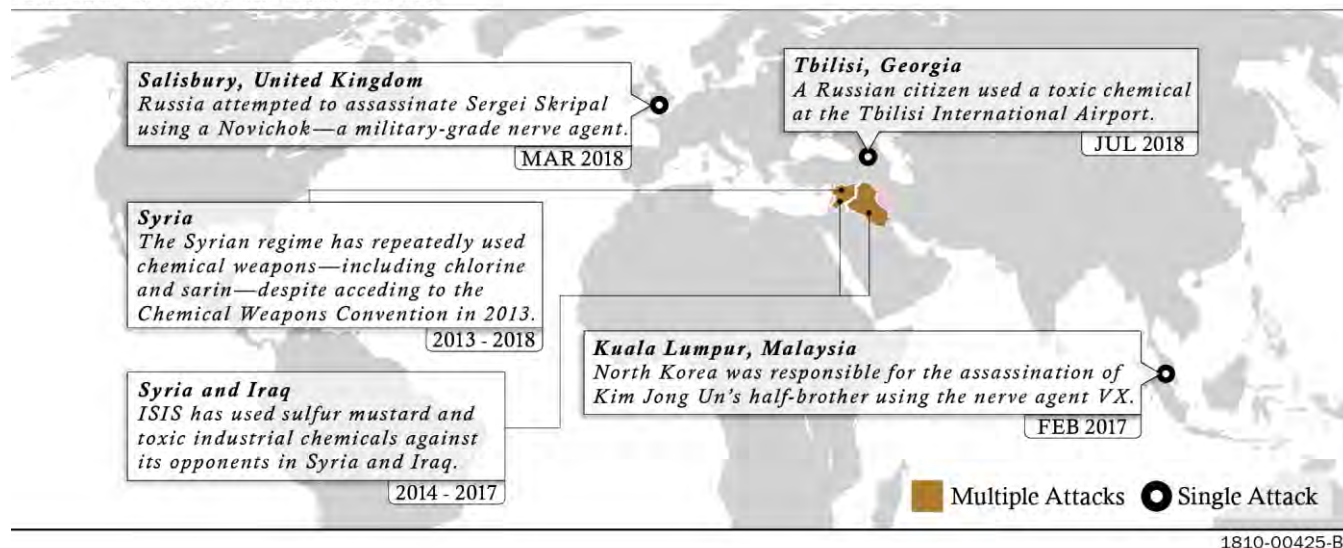 Salisbury, United Kingdom
Russia attempted to assassinate Sergei Skripal
using a Novichok—a military-grade nerve agent.
MAR 2018
Tbilisi, Georgia
A Russian citizen used a toxic chemical
at the Tbilisi International Airport.
JUL 2018
Syria
The Syrian regime has repeatedly used
chemical weapons—including chlorine
and sarin—despite acceding to the
Chemical Weapons Convention in 2013.
2013 - 2018
Syria and Iraq
ISIS has used sulfur mustard and
toxic industrial chemicals against
its opponents in Syria and Iraq.
2014 - 2017
Kuala Lumpur, Malaysia
North Korea was responsible for the assassination of
Kim Jong Un’s half-brother using the nerve agent VX.
FEB 2017
Multiple Attacks Single Attack
1810-00425-B